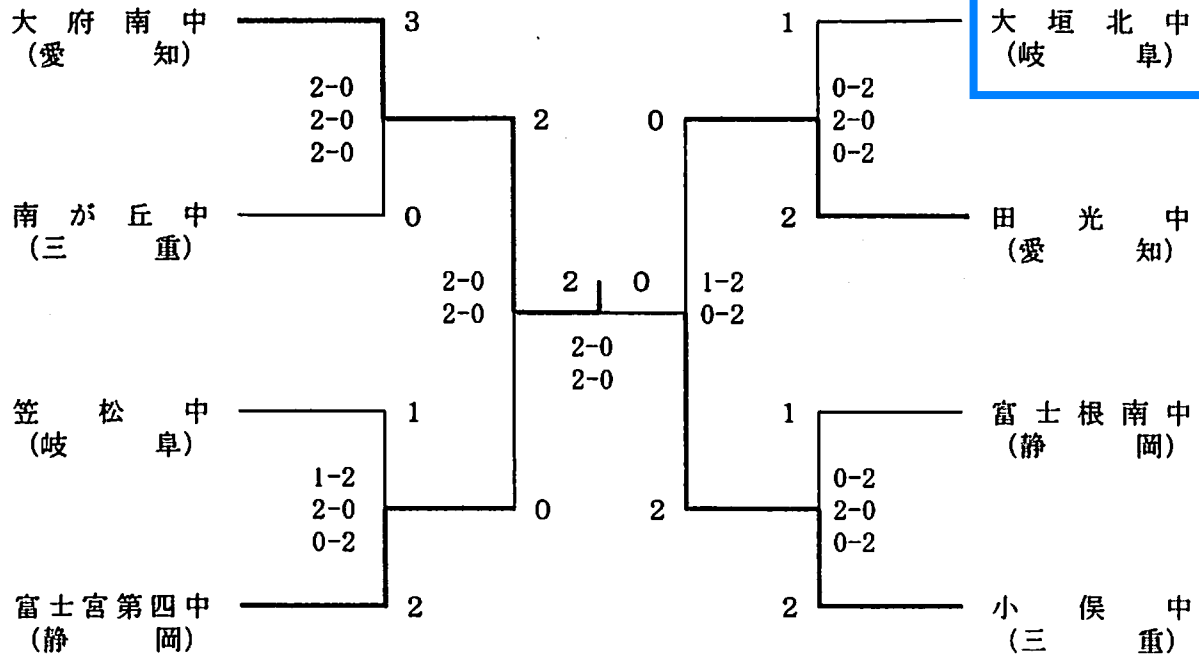 大府南中 3 1 大垣北中
(愛知) (岐阜)
2-0 0-2
2-0 2 0 2-0
2-0 0-2
南が丘中 0 2 田光中
(三重) (愛知)
2-0 2 0 1-2
2-0 0-2
2-0
2-0
笠松中 1 1 富士根南中
(岐阜) (静岡)
1-2 0-2
2-0 0 2 2-0
0-2 0-2
富士宮第四中 2 2 小俣中
(静岡) (三重)